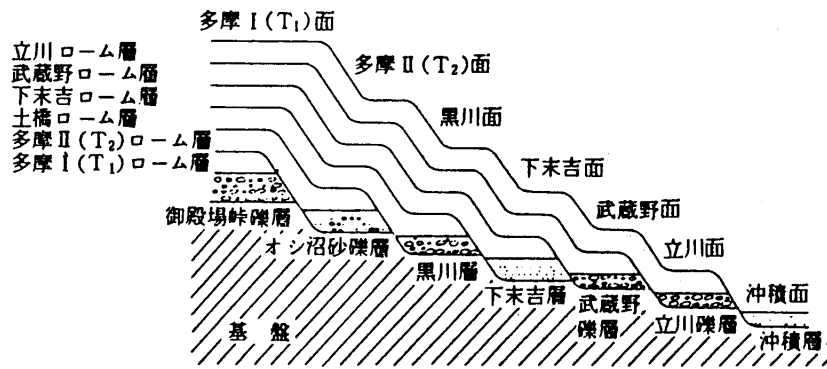 多摩Ⅰ(T₁)面
多摩Ⅱ(T₂)面
黒川面
下末吉面
武蔵野面
立川面
沖積面
立川ローム層
武蔵野ローム層
下末吉ローム層
土橋ローム層
多摩Ⅱ(T₂)ローム層
多摩Ⅰ(T₁)ローム層
御殿場峠礫層
オシ沼砂礫層
黒川層
下末吉層
武蔵野
礫層
立川礫層
沖積層
基盤